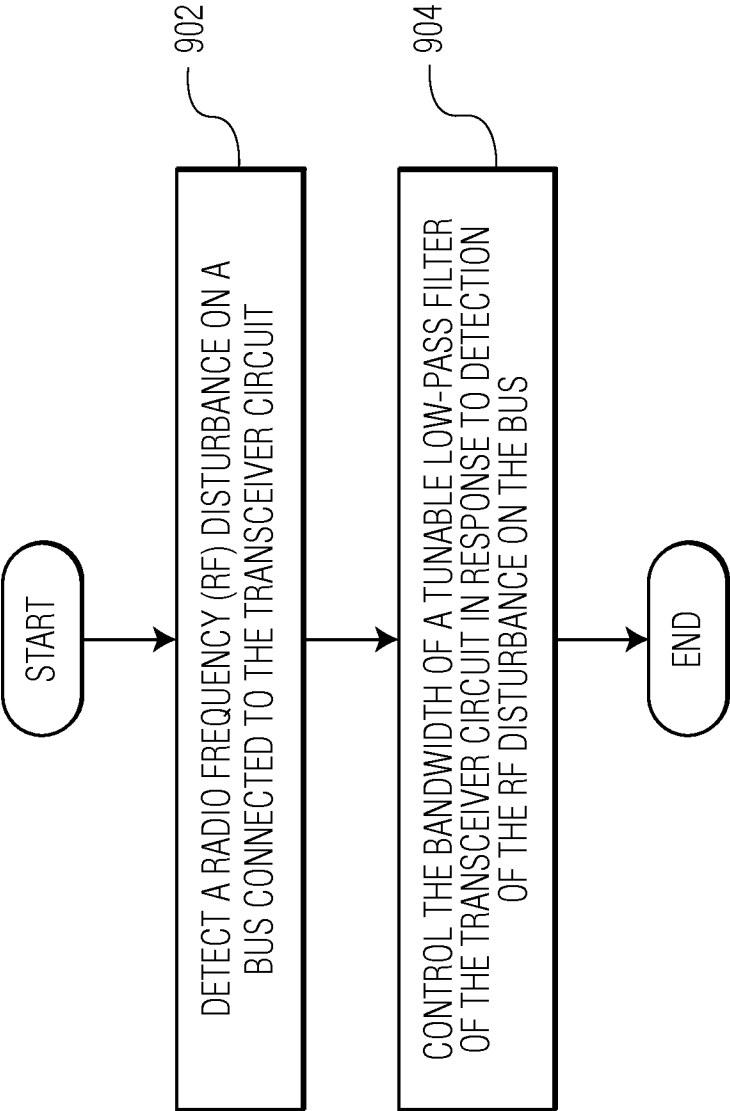 START
DETECT A RADIO FREQUENCY (RF) DISTURBANCE ON A
BUS CONNECTED TO THE TRANSCEIVER CIRCUIT
902
CONTROL THE BANDWIDTH OF A TUNABLE LOW-PASS FILTER
OF THE TRANSCEIVER CIRCUIT IN RESPONSE TO DETECTION
OF THE RF DISTURBANCE ON THE BUS
904
END